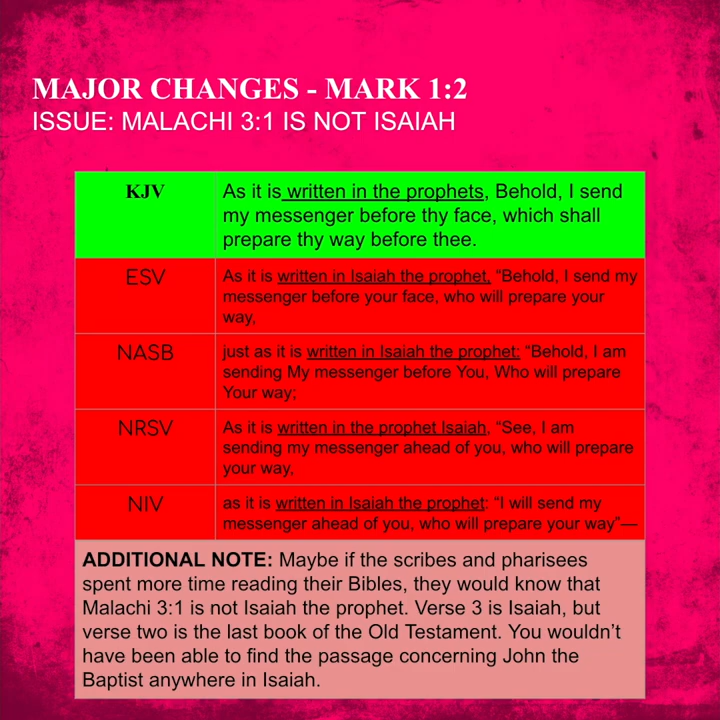 MAJOR CHANGES - MARK 1:2
ISSUE: MALACHI 3:1 IS NOT ISAIAH
KJV
As it is written in the prophets, Behold, I send
my messenger before thy face, which shall
prepare thy way before thee.
ESV
As it is written in Isaiah the prophet, “Behold, I send my
messenger before your face, who will prepare your
way,
NASB
just as it is written in Isaiah the prophet: “Behold, I am
sending My messenger before You, Who will prepare
Your way;
NRSV
As it is written in the prophet Isaiah, “See, I am
sending my messenger ahead of you, who will prepare
your way,
NIV
as it is written in Isaiah the prophet: “I will send my
messenger ahead of you, who will prepare your way”—
ADDITIONAL NOTE: Maybe if the scribes and pharisees
spent more time reading their Bibles, they would know that
Malachi 3:1 is not Isaiah the prophet. Verse 3 is Isaiah, but
verse two is the last book of the Old Testament. You wouldn’t
have been able to find the passage concerning John the
Baptist anywhere in Isaiah.